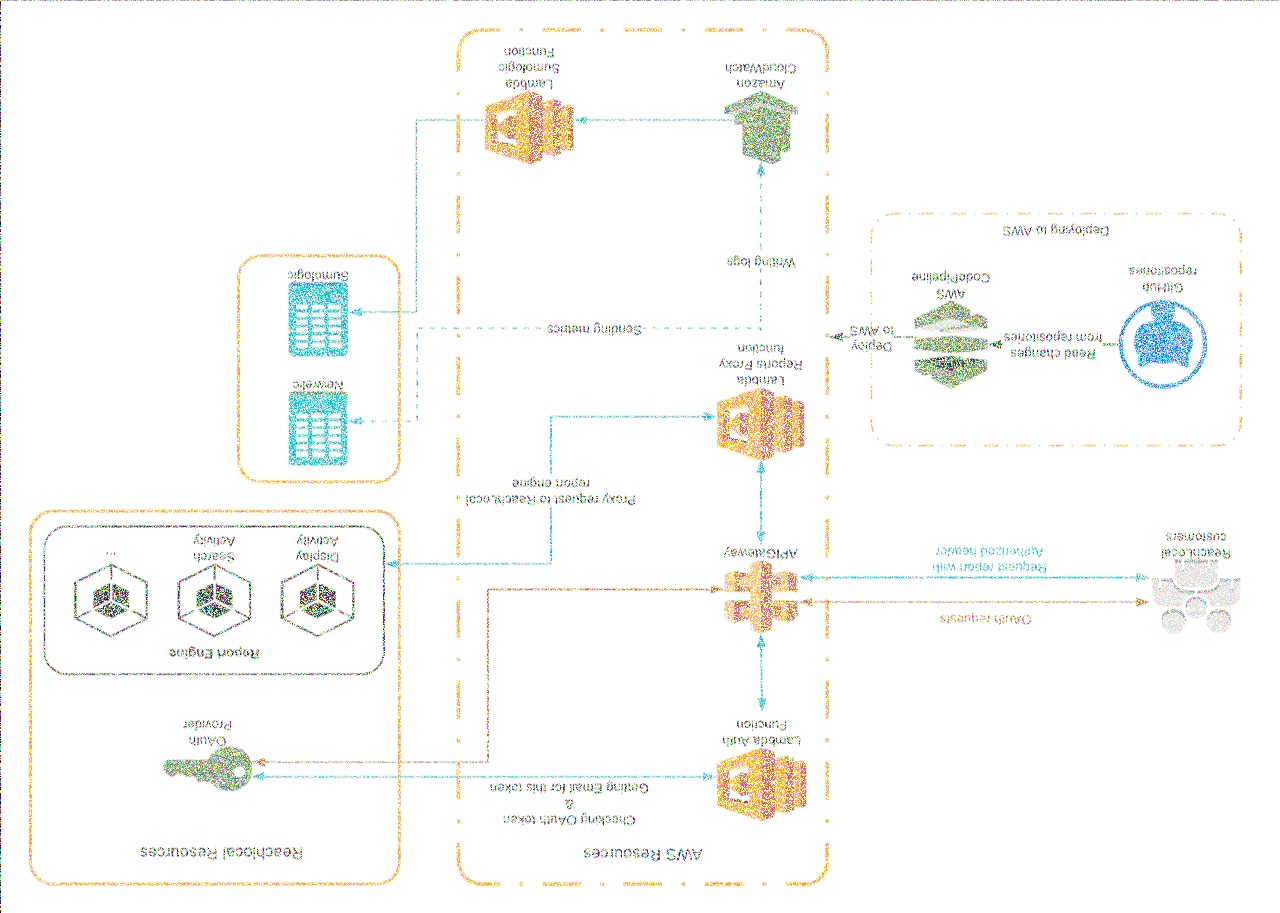 AWS Resources
Reachlocal Resources
Checking OAuth token
&
Getting Email for this token
Lambda Auth
Function
OAuth
Provider
OAuth requests
Request report with
Authorized header
ReachLocal
customers
APIGateway
Report Engine
Display
Activity
Search
Activity
...
Proxy request to ReachLocal
report engine
Lambda
Reports Proxy
function
Newrelic
Sumologic
Sending metrics
Writing logs
Read changes
from repositories
Deploy
to AWS
GitHub
repositories
AWS
CodePipeline
Deploying to AWS
Amazon
CloudWatch
Lambda
Sumologic
Function